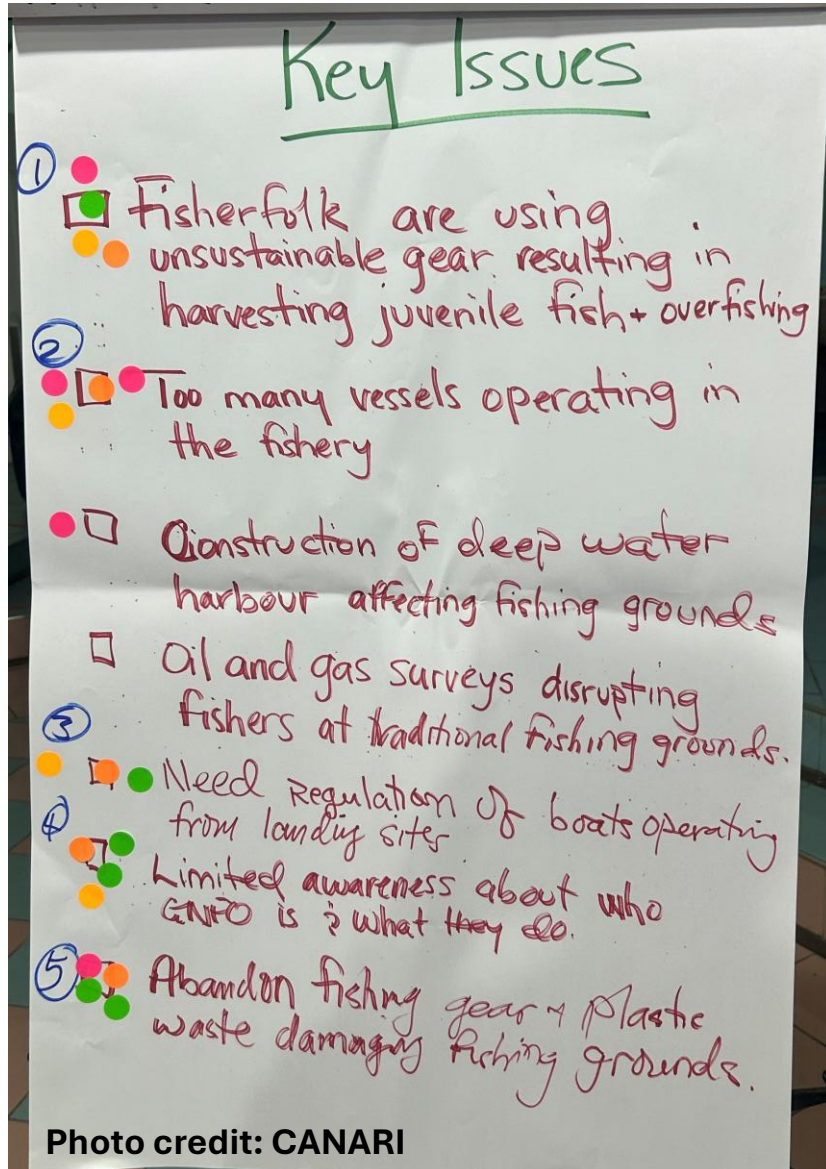 Key Issues
①
Fisherfolk are using
unsustainable gear resulting in
harvesting juvenile fish + overfishing
②
Too many vessels operating in
the fishery
Construction of deep water
harbour affecting fishing grounds
Oil and gas surveys disrupting
fishers at traditional fishing grounds.
③
Need Regulation of boats operating
from landing sites
④
Limited awareness about who
GNFO is & what they do.
⑤
Abandon fishing gear + plastic
waste damaging fishing grounds.
Photo credit: CANARI